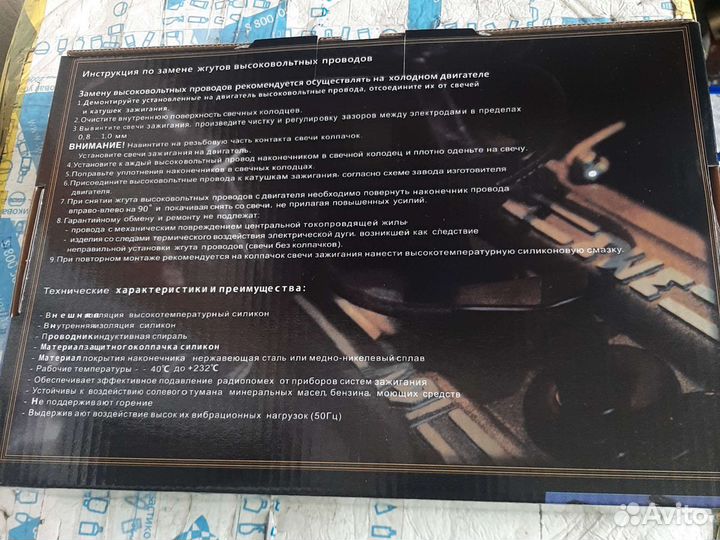 Инструкция по замене жгутов высоковольтных проводов
Замену высоковольтных проводов рекомендуется осуществлять на холодном двигателе
1. Демонтируйте установленные на двигатель высоковольтные провода, отсоедините их от свечей
и катушек зажигания.
2. Очистите внутреннюю поверхность свечных колодцев.
3. Вывинтите свечи зажигания, произведите чистку и регулировку зазоров между электродами в пределах
0,8 ... 1,0 мм
ВНИМАНИЕ! Навинтите на резьбовую часть контакта свечи колпачок.
Установите свечи зажигания на двигатель.
4. Установите каждый высоковольтный провод наконечником в свечной колодец и плотно оденьте на свечу.
5. Поправьте уплотнения наконечников в свечных колодцах.
6. Присоедините высоковольтные провода к катушкам зажигания, согласно схеме завода изготовителя
двигателя.
7. При снятии жгута высоковольтных проводов с двигателя необходимо повернуть наконечник провода
вправо-влево на 90° и покачивая снять со свечи, не прилагая повышенных усилий.
8. Гарантийному обмену и ремонту не подлежат:
- провода с механическим повреждением центральной токопроводящей жилы;
- изделия со следами термического воздействия электрической дуги, возникшей как следствие
неправильной установки жгута проводов (свечи без колпачков).
9. При повторном монтаже рекомендуется на колпачок свечи зажигания нанести высокотемпературную силиконовую смазку.
Технические характеристики и преимущества:
- Внешняя изоляция высокотемпературный силикон
- Внутренняя изоляция силикон
- Проводник индуктивная спираль
- Материал защитного колпачка силикон
- Материал покрытия наконечника нержавеющая сталь или медно-никелевый сплав
- Рабочие температуры - - 40℃ до +232℃
- Обеспечивает эффективное подавление радиопомех от приборов систем зажигания
- Устойчивы к воздействию солевого тумана минеральных масел, бензина, моющих средств
- Не поддерживают горение
- Выдерживают воздействие высоких вибрационных нагрузок (50Гц)
Avito